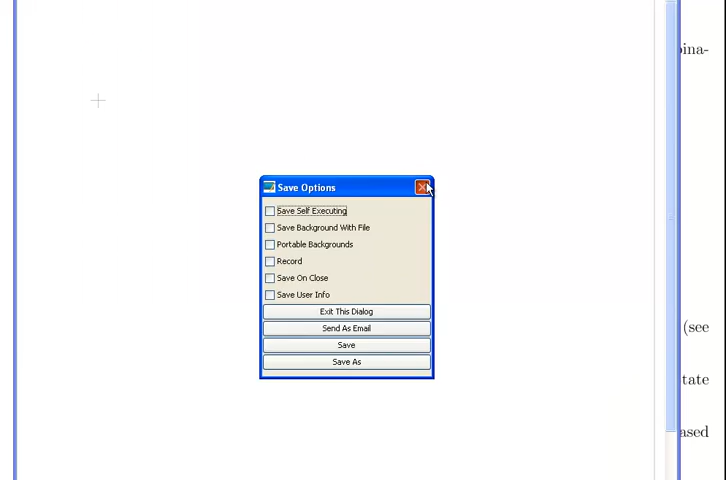 bina-
Save Options
Save Self Executing
Save Background With File
Portable Backgrounds
Record
Save On Close
Save User Info
Exit This Dialog
Send As Email
(see
Save
Save As
tate
ased